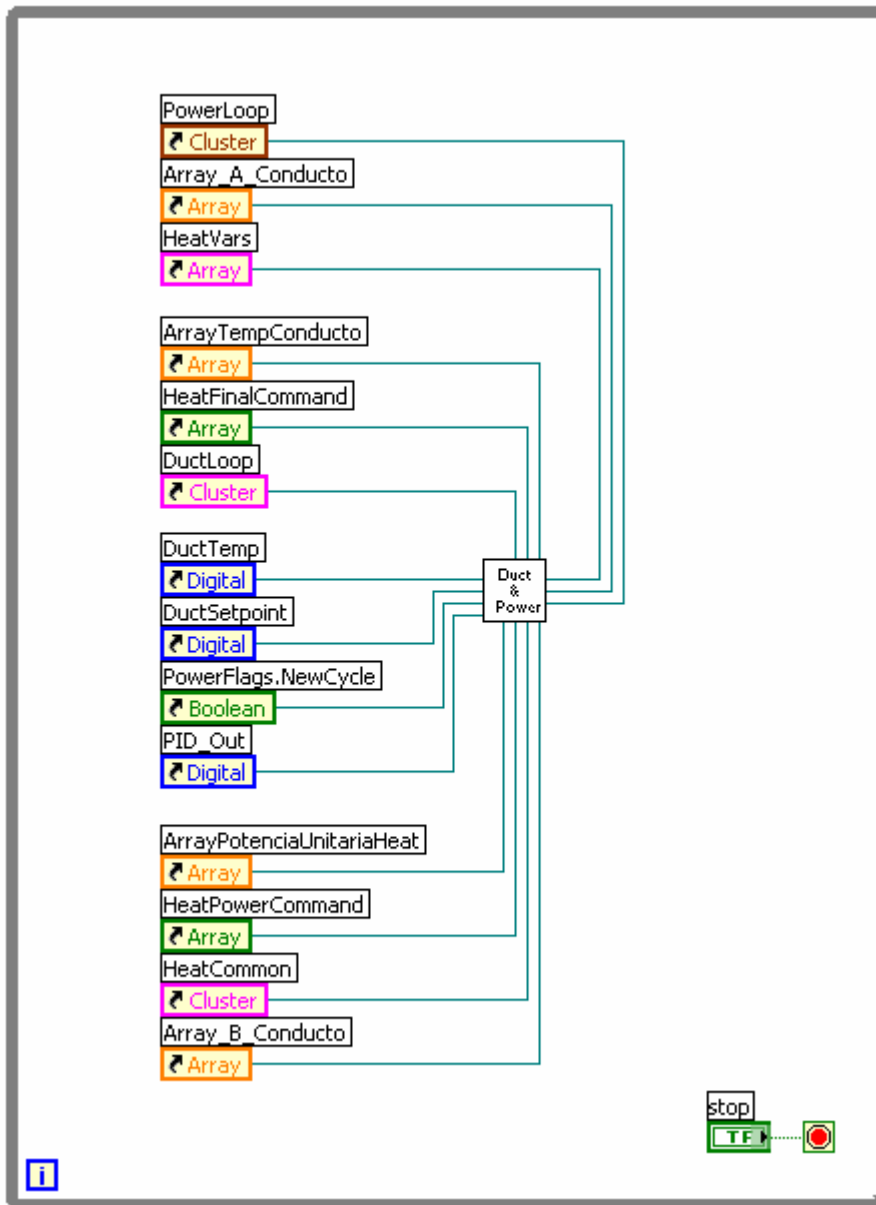 PowerLoop
Cluster
Array_A_Conducto
Array
HeatVars
Array
ArrayTempConducto
Array
HeatFinalCommand
Array
DuctLoop
Cluster
DuctTemp
Digital
DuctSetpoint
Digital
PowerFlags.NewCycle
Boolean
PID_Out
Digital
Duct
&
Power
ArrayPotenciaUnitariaHeat
Array
HeatPowerCommand
Array
HeatCommon
Cluster
Array_B_Conducto
Array
stop
TF
i